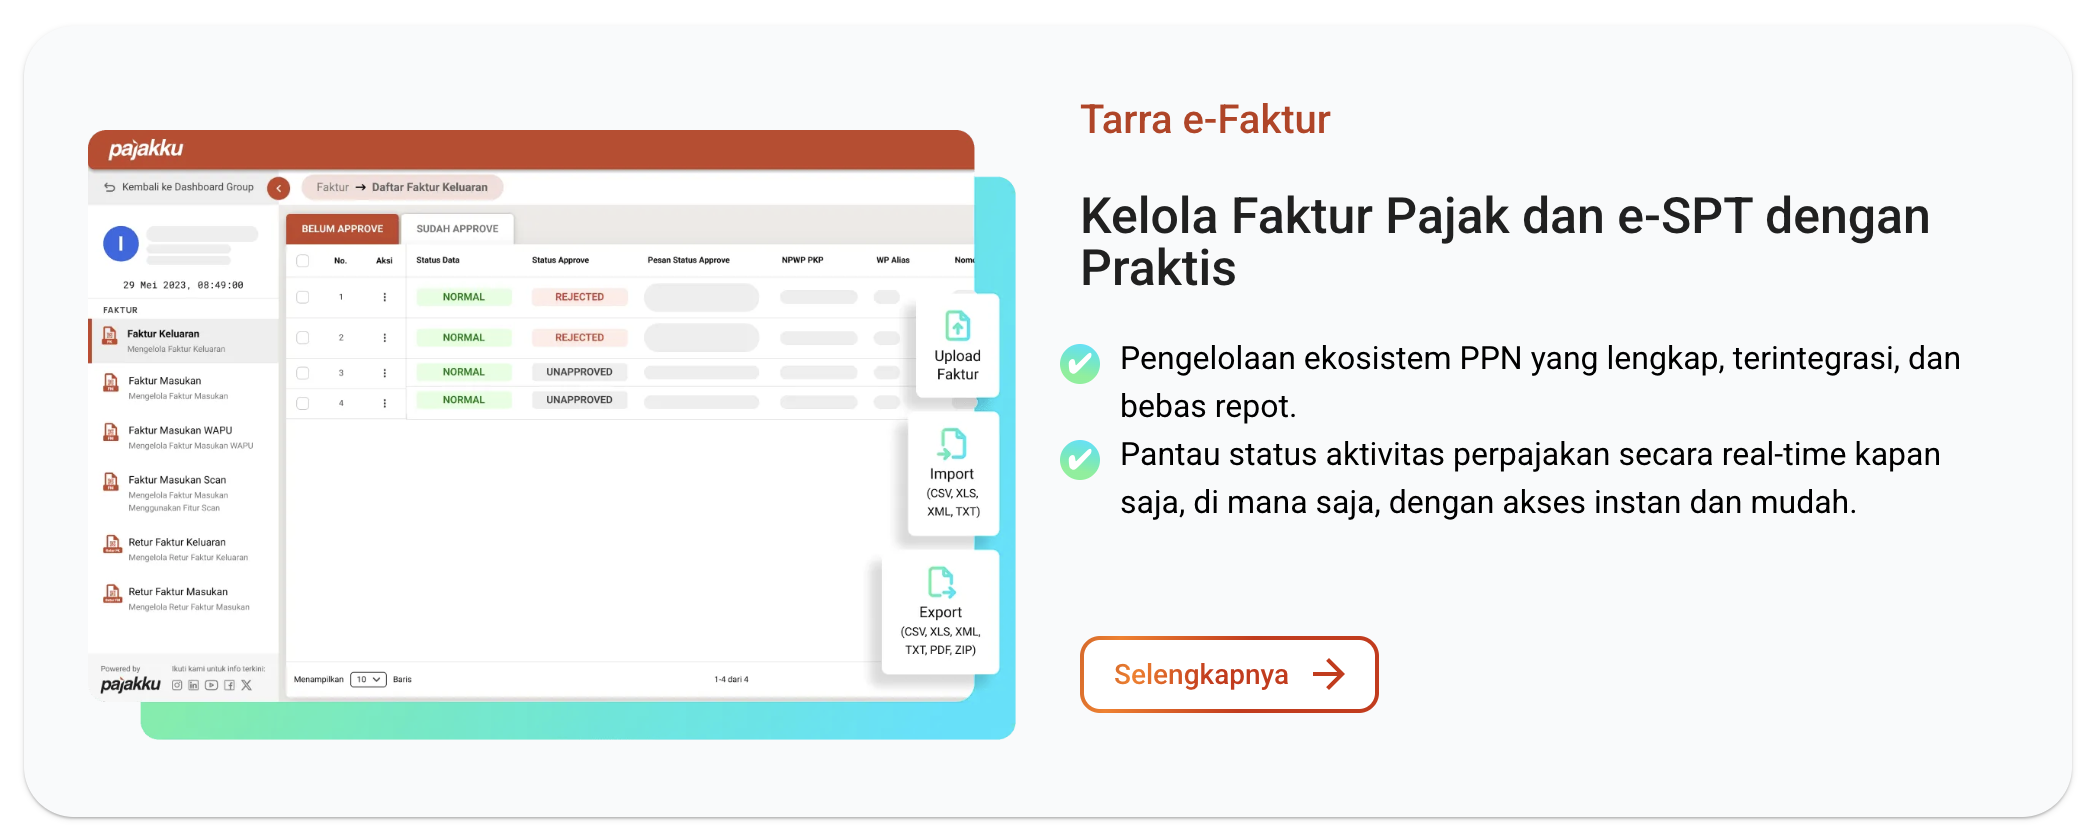 pajakku
Kembali ke Dashboard Group
Faktur → Daftar Faktur Keluaran
I
29 Mei 2023, 08:49:00
FAKTUR
Faktur Keluaran
Mengelola Faktur Keluaran
Faktur Masukan
Mengelola Faktur Masukan
Faktur Masukan WAPU
Mengelola Faktur Masukan WAPU
Faktur Masukan Scan
Mengelola Faktur Masukan
Menggunakan Fitur Scan
Retur Faktur Keluaran
Mengelola Retur Faktur Keluaran
Retur Faktur Masukan
Mengelola Retur Faktur Masukan
Powered by
pajakku
Ikuti kami untuk info terkini:
BELUM APPROVE SUDAH APPROVE
No. Aksi Status Data Status Approve Pesan Status Approve NPWP PKP WP Alias
1 NORMAL REJECTED
2 NORMAL REJECTED
3 NORMAL UNAPPROVED
4 NORMAL UNAPPROVED
Menampilkan 10 Baris
1-4 dari 4
Upload
Faktur
Import
(CSV, XLS,
XML, TXT)
Export
(CSV, XLS, XML,
TXT, PDF, ZIP)
Tarra e-Faktur
Kelola Faktur Pajak dan e-SPT dengan
Praktis
Pengelolaan ekosistem PPN yang lengkap, terintegrasi, dan
bebas repot.
Pantau status aktivitas perpajakan secara real-time kapan
saja, di mana saja, dengan akses instan dan mudah.
Selengkapnya →